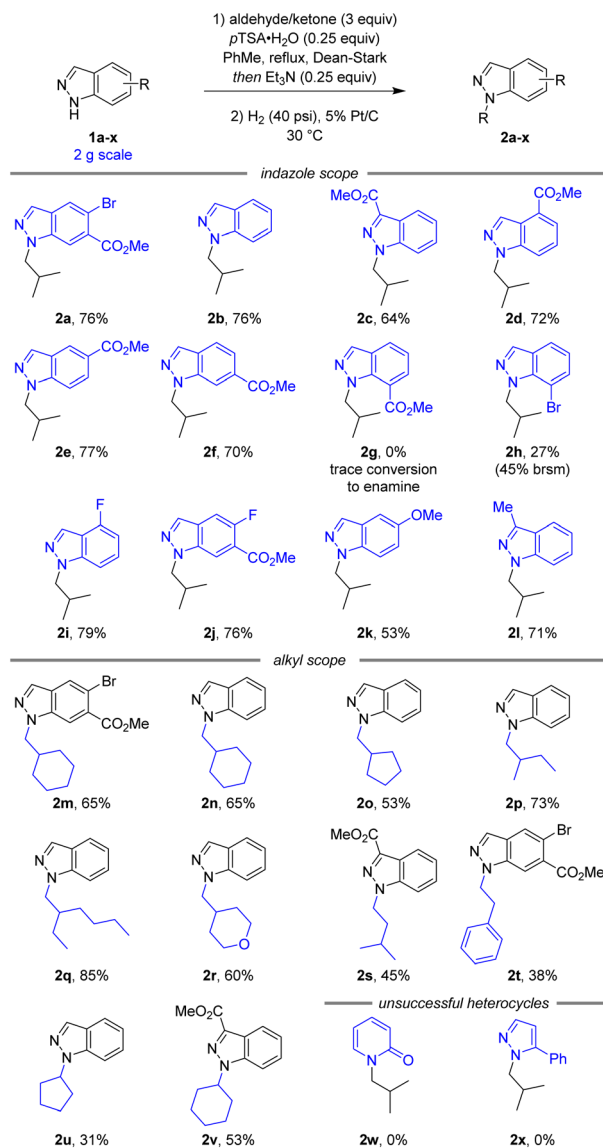 1) aldehyde/ketone (3 equiv)
pTSA•H2O (0.25 equiv)
PhMe, reflux, Dean-Stark
then Et3N (0.25 equiv)
2) H2 (40 psi), 5% Pt/C
30 °C
N
N
H
R
1a-x
2 g scale
N
N
R
R
2a-x
indazole scope
N
N
Br
CO2Me
2a, 76%
N
N
2b, 76%
MeO2C
N
N
2c, 64%
CO2Me
N
N
2d, 72%
CO2Me
N
N
2e, 77%
N
N
CO2Me
2f, 70%
N
N
CO2Me
2g, 0%
trace conversion
to enamine
N
N
Br
2h, 27%
(45% brsm)
F
N
N
2i, 79%
F
N
N
CO2Me
2j, 76%
OMe
N
N
2k, 53%
Me
N
N
2l, 71%
alkyl scope
Br
N
N
CO2Me
2m, 65%
N
N
2n, 65%
N
N
2o, 53%
N
N
2p, 73%
N
N
2q, 85%
N
N
O
2r, 60%
MeO2C
N
N
2s, 45%
Br
N
N
CO2Me
2t, 38%
unsuccessful heterocycles
N
N
2u, 31%
MeO2C
N
N
2v, 53%
N
O
2w, 0%
N
N
Ph
2x, 0%